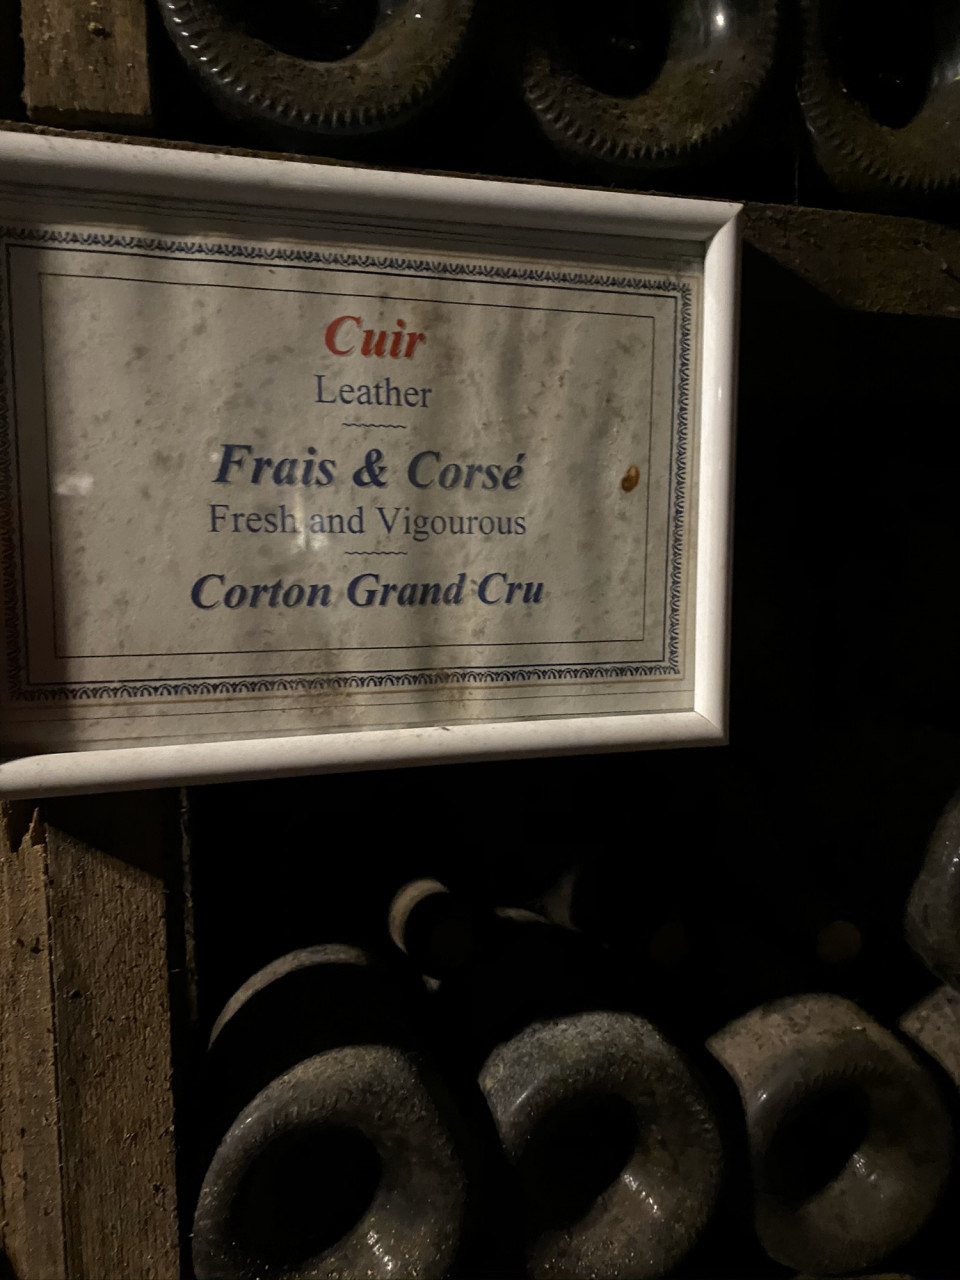 Cuir
Leather
Frais & Corsé
Fresh and Vigourous
Corton Grand Cru